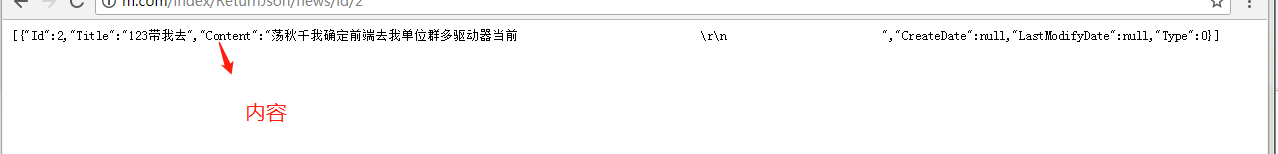 m.com/index/ReturnJson/news/id/2
[{"Id":2,"Title":"123带我去","Content":"荡秋千我确定前端去我单位群多驱动器当前 \r\n ","CreateDate":null,"LastModifyDate":null,"Type":0}]
内容